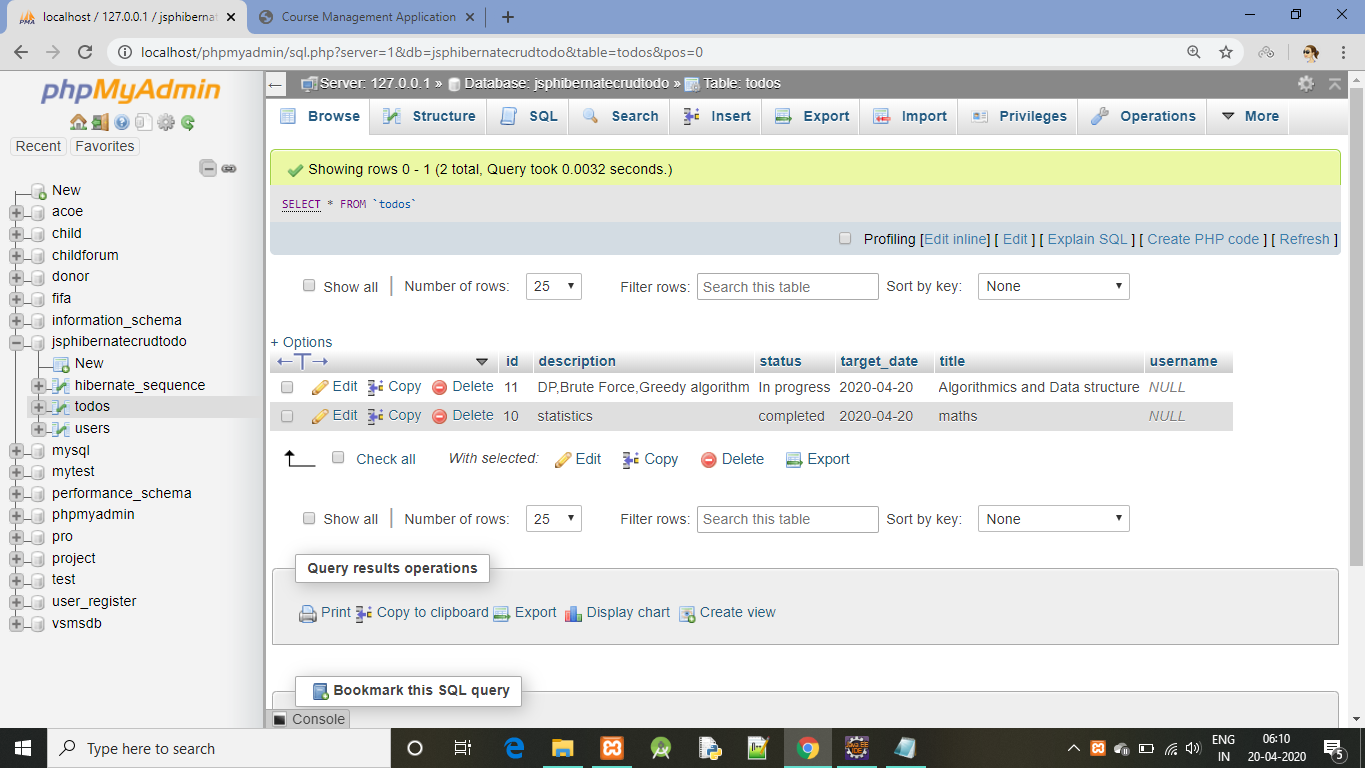 localhost / 127.0.0.1 / jsphibernat
Course Management Application
localhost/phpmyadmin/sql.php?server=1&db=jsphibernatecrudtodo&table=todos&pos=0
phpMyAdmin
Recent Favorites
New
acoe
child
childforum
donor
fifa
information_schema
jsphibernatecrudtodo
New
hibernate_sequence
todos
users
mysql
mytest
performance_schema
phpmyadmin
pro
project
test
user_register
vsmsdb
Server: 127.0.0.1 » Database: jsphibernatecrudtodo » Table: todos
Browse Structure SQL Search Insert Export Import Privileges Operations More
Showing rows 0 - 1 (2 total, Query took 0.0032 seconds.)
SELECT * FROM `todos`
Profiling [Edit inline] [ Edit ] [ Explain SQL ] [ Create PHP code ] [ Refresh ]
Show all | Number of rows: 25 Filter rows: Search this table Sort by key: None
+ Options
←T→ id description status target_date title username
Edit Copy Delete 11 DP,Brute Force,Greedy algorithm In progress 2020-04-20 Algorithmics and Data structure NULL
Edit Copy Delete 10 statistics completed 2020-04-20 maths NULL
Check all With selected: Edit Copy Delete Export
Show all | Number of rows: 25 Filter rows: Search this table Sort by key: None
Query results operations
Print Copy to clipboard Export Display chart Create view
Bookmark this SQL query
Console
Type here to search
ENG
IN
06:10
20-04-2020
5